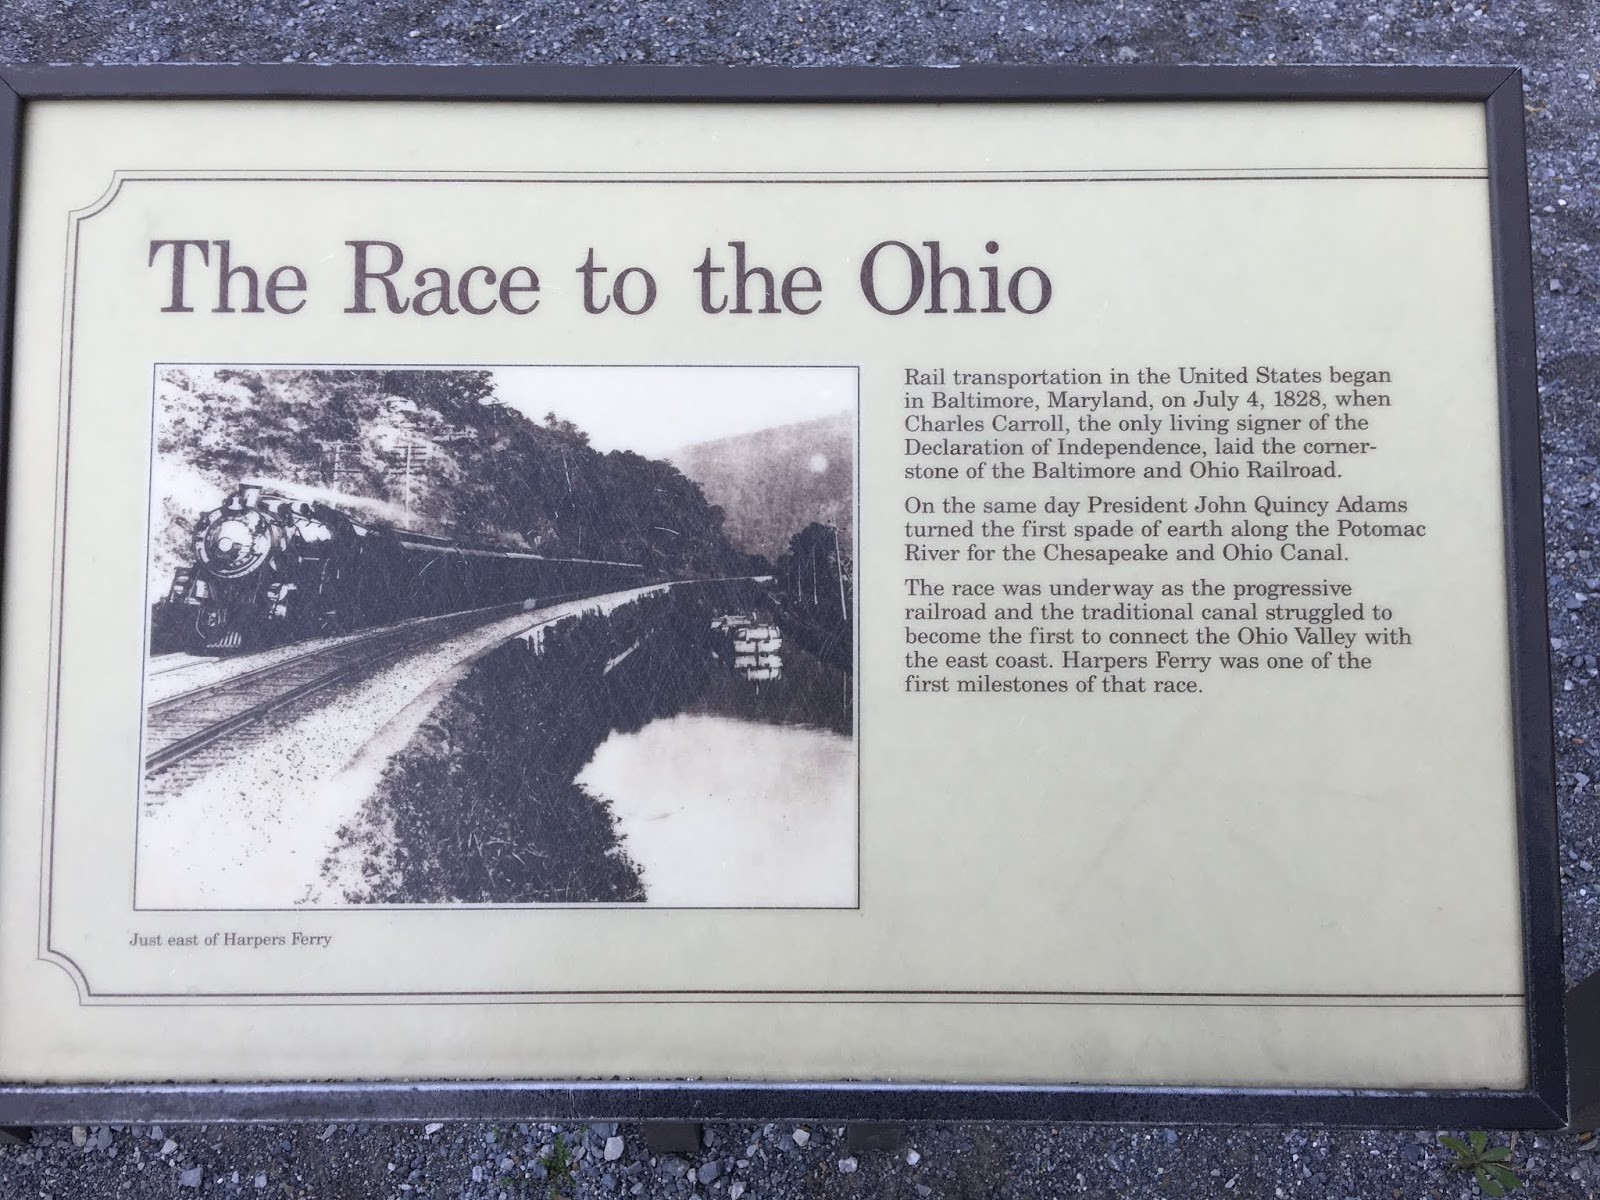 The Race to the Ohio
Rail transportation in the United States began
in Baltimore, Maryland, on July 4, 1828, when
Charles Carroll, the only living signer of the
Declaration of Independence, laid the corner-
stone of the Baltimore and Ohio Railroad.
On the same day President John Quincy Adams
turned the first spade of earth along the Potomac
River for the Chesapeake and Ohio Canal.
The race was underway as the progressive
railroad and the traditional canal struggled to
become the first to connect the Ohio Valley with
the east coast. Harpers Ferry was one of the
first milestones of that race.
Just east of Harpers Ferry